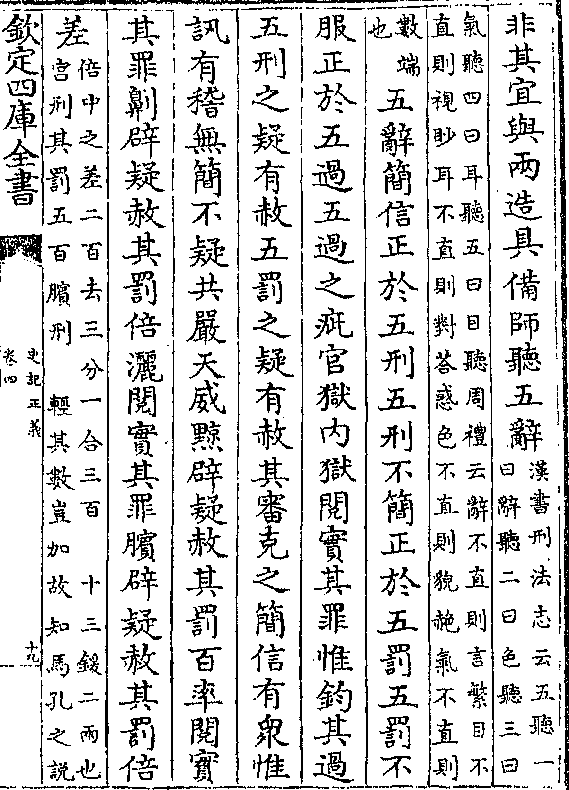 非其宜與兩造具備師聽五辭漢書刑法志云五聽一曰辭聽二曰色聽三曰
氣聽四曰耳聽五曰目聽周禮云辭不直則言繁目不直則視眇耳不直則對答惑色不直則貌赧氣不直則
數端也五辭簡信正於五刑五刑不簡正於五罰五罰不
服正於五過五過之疵官獄內獄閱實其罪惟鈞其過
五刑之疑有赦五罰之疑有赦其審克之簡信有衆惟
訊有稽無簡不疑共嚴天威黥辟疑赦其罰百率閱實
其罪劓辟疑赦其罰倍灑閱實其罪臏辟疑赦其罰倍
差倍中之差二百去三分一合三百十三鍰二兩也宮刑其罰五百臏刑輕其數豈加故知馬孔之說
欽定四庫全書
史記正義
卷四
十九